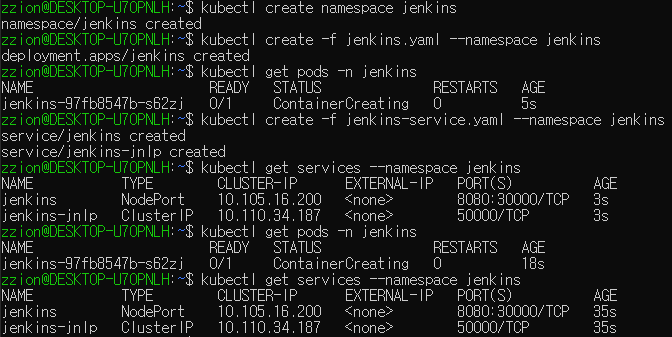 zzion@DESKTOP-U7OPNLH:~$ kubectl create namespace jenkins
namespace/jenkins created
zzion@DESKTOP-U7OPNLH:~$ kubectl create -f jenkins.yaml --namespace jenkins
deployment.apps/jenkins created
zzion@DESKTOP-U7OPNLH:~$ kubectl get pods -n jenkins
NAME READY STATUS RESTARTS AGE
jenkins-97fb8547b-s62zj 0/1 ContainerCreating 0 5s
zzion@DESKTOP-U7OPNLH:~$ kubectl create -f jenkins-service.yaml --namespace jenkins
service/jenkins created
service/jenkins-jnlp created
zzion@DESKTOP-U7OPNLH:~$ kubectl get services --namespace jenkins
NAME TYPE CLUSTER-IP EXTERNAL-IP PORT(S) AGE
jenkins NodePort 10.105.16.200 <none> 8080:30000/TCP 3s
jenkins-jnlp ClusterIP 10.110.34.187 <none> 50000/TCP 3s
zzion@DESKTOP-U7OPNLH:~$ kubectl get pods -n jenkins
NAME READY STATUS RESTARTS AGE
jenkins-97fb8547b-s62zj 0/1 ContainerCreating 0 18s
zzion@DESKTOP-U7OPNLH:~$ kubectl get services --namespace jenkins
NAME TYPE CLUSTER-IP EXTERNAL-IP PORT(S) AGE
jenkins NodePort 10.105.16.200 <none> 8080:30000/TCP 35s
jenkins-jnlp ClusterIP 10.110.34.187 <none> 50000/TCP 35s